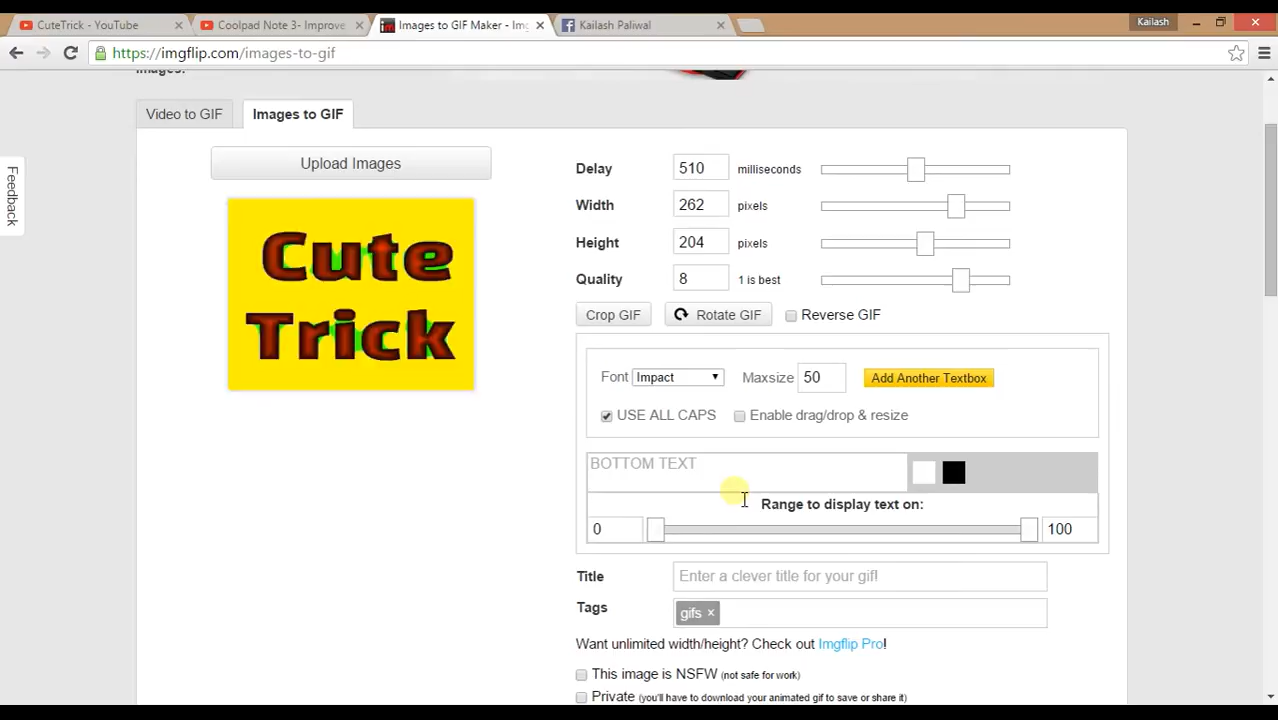 CuteTrick - YouTube
Coolpad Note 3- Improve
Images to GIF Maker - Img
Kailash Paliwal
Kailash
https://imgflip.com/images-to-gif
images.
Video to GIF
Images to GIF
Feedback
Upload Images
Cute
Trick
Delay 510 milliseconds
Width 262 pixels
Height 204 pixels
Quality 8 1 is best
Crop GIF Rotate GIF Reverse GIF
Font Impact Maxsize 50 Add Another Textbox
USE ALL CAPS Enable drag/drop & resize
BOTTOM TEXT
Range to display text on:
0 100
Title Enter a clever title for your gif!
Tags gifs ×
Want unlimited width/height? Check out Imgflip Pro!
This image is NSFW (not safe for work)
Private (you'll have to download your animated gif to save or share it)